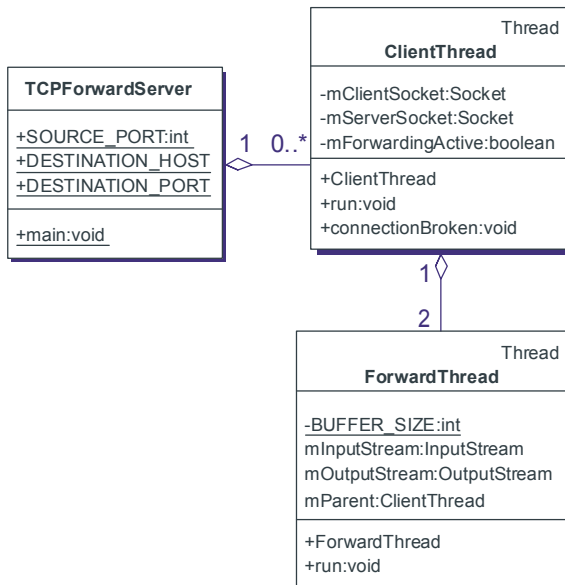 TCPForwardServer
+SOURCE_PORT:int
+DESTINATION_HOST
+DESTINATION_PORT
+main:void
1
0..*
Thread
ClientThread
-mClientSocket:Socket
-mServerSocket:Socket
-mForwardingActive:boolean
+ClientThread
+run:void
+connectionBroken:void
1
2
Thread
ForwardThread
-BUFFER_SIZE:int
mInputStream:InputStream
mOutputStream:OutputStream
mParent:ClientThread
+ForwardThread
+run:void